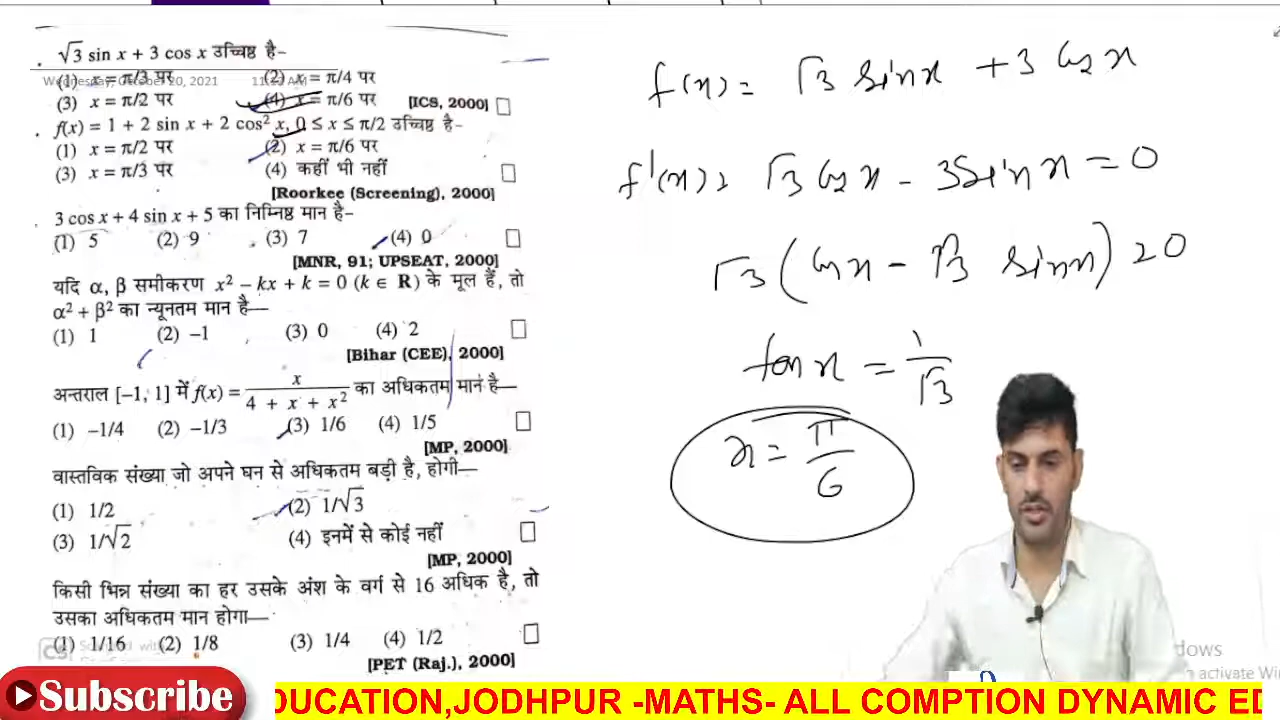 √3 sin x + 3 cos x उच्चिष्ठ है–
(1) x = π/3 पर (2) x = π/4 पर
(3) x = π/2 पर (4) x = π/6 पर
[ICS, 2000]
f(x) = 1 + 2 sin x + 2 cos² x, 0 ≤ x ≤ π/2 उच्चिष्ठ है–
(1) x = π/2 पर (2) x = π/6 पर
(3) x = π/3 पर (4) कहीं भी नहीं
[Roorkee (Screening), 2000]
3 cos x + 4 sin x + 5 का निम्निष्ठ मान है–
(1) 5 (2) 9 (3) 7 (4) 0
[MNR, 91; UPSEAT, 2000]
यदि α, β समीकरण x² – kx + k = 0 (k ∈ R) के मूल हैं, तो
α² + β² का न्यूनतम मान है—
(1) 1 (2) –1 (3) 0 (4) 2
[Bihar (CEE), 2000]
अन्तराल [–1, 1] में f(x) = x / (4 + x + x²) का अधिकतम मान है—
(1) –1/4 (2) –1/3 (3) 1/6 (4) 1/5
[MP, 2000]
वास्तविक संख्या जो अपने घन से अधिकतम बड़ी है, होगी—
(1) 1/2 (2) 1/√3
(3) 1/√2 (4) इनमें से कोई नहीं
[MP, 2000]
किसी भिन्न संख्या का हर उसके अंश के वर्ग से 16 अधिक है, तो
उसका अधिकतम मान होगा—
(1) 1/16 (2) 1/8 (3) 1/4 (4) 1/2
[PET (Raj.), 2000]
f(x) = √3 sin x + 3 cos x
f'(x) = √3 cos x - 3 sin x = 0
√3 (cos x - √3 sin x) = 0
tan x = 1/√3
x = π/6
CS
dows
activate Wi
Subscribe
DUCATION,JODHPUR -MATHS- ALL COMPTION DYNAMIC ED